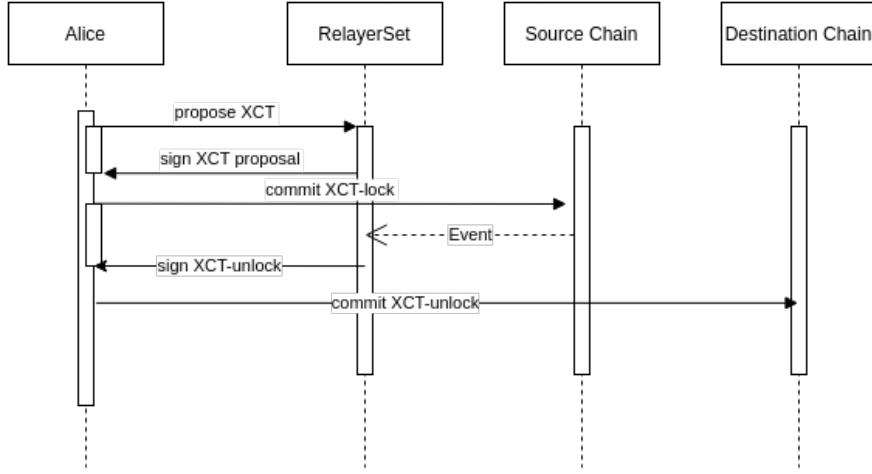 Alice
RelayerSet
Source Chain
Destination Chain
propose XCT
sign XCT proposal
commit XCT-lock
Event
sign XCT-unlock
commit XCT-unlock